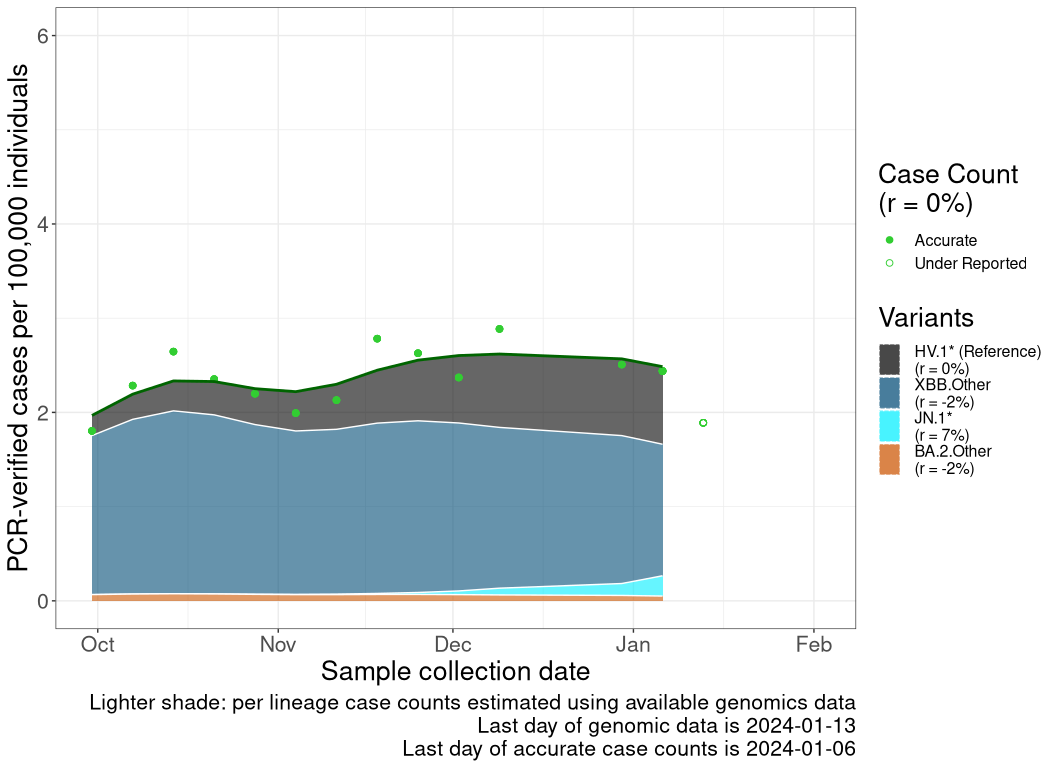 PCR-verified cases per 100,000 individuals
6
4
2
0
Oct
Nov
Dec
Jan
Feb
Sample collection date
Case Count
(r = 0%)
Accurate
Under Reported
Variants
HV.1* (Reference)
(r = 0%)
XBB.Other
(r = -2%)
JN.1*
(r = 7%)
BA.2.Other
(r = -2%)
Lighter shade: per lineage case counts estimated using available genomics data
Last day of genomic data is 2024-01-13
Last day of accurate case counts is 2024-01-06